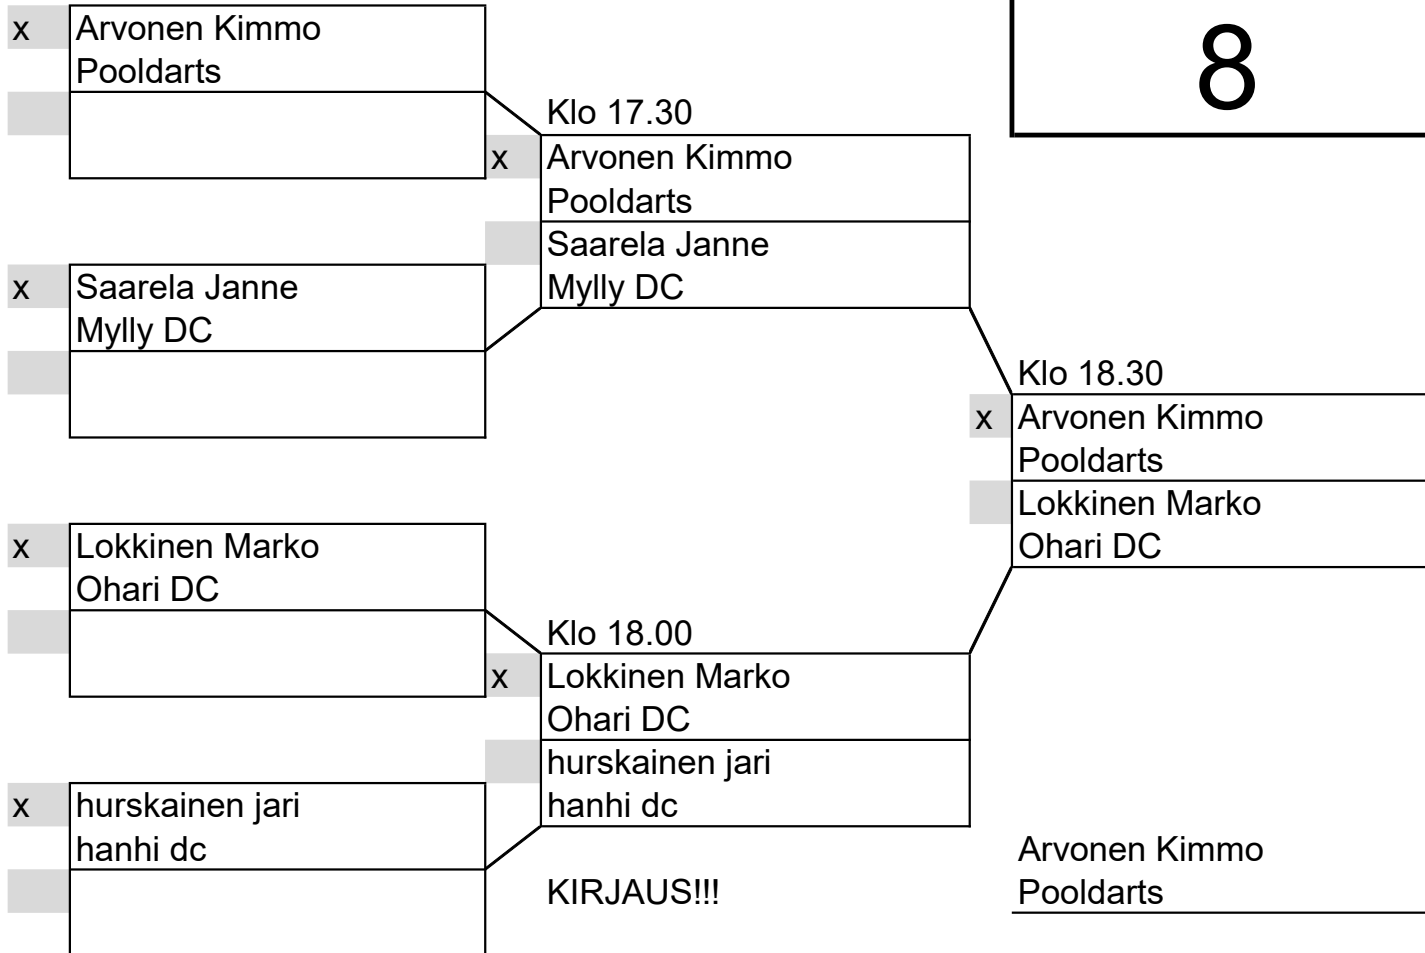 x Arvonen Kimmo
Pooldarts
x Saarela Janne
Mylly DC
x Lokkinen Marko
Ohari DC
x hurskainen jari
hanhi dc
Klo 17.30
x Arvonen Kimmo
Pooldarts
Saarela Janne
Mylly DC
Klo 18.00
x Lokkinen Marko
Ohari DC
hurskainen jari
hanhi dc
KIRJAUS!!!
8
Klo 18.30
x Arvonen Kimmo
Pooldarts
Lokkinen Marko
Ohari DC
Arvonen Kimmo
Pooldarts